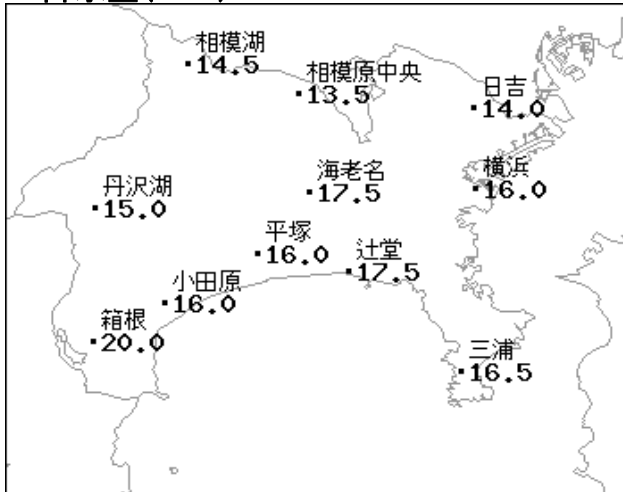 相模湖
14.5
相模原中央
13.5
日吉
14.0
海老名
17.5
横浜
16.0
丹沢湖
15.0
平塚
16.0
辻堂
17.5
小田原
16.0
箱根
20.0
三浦
16.5